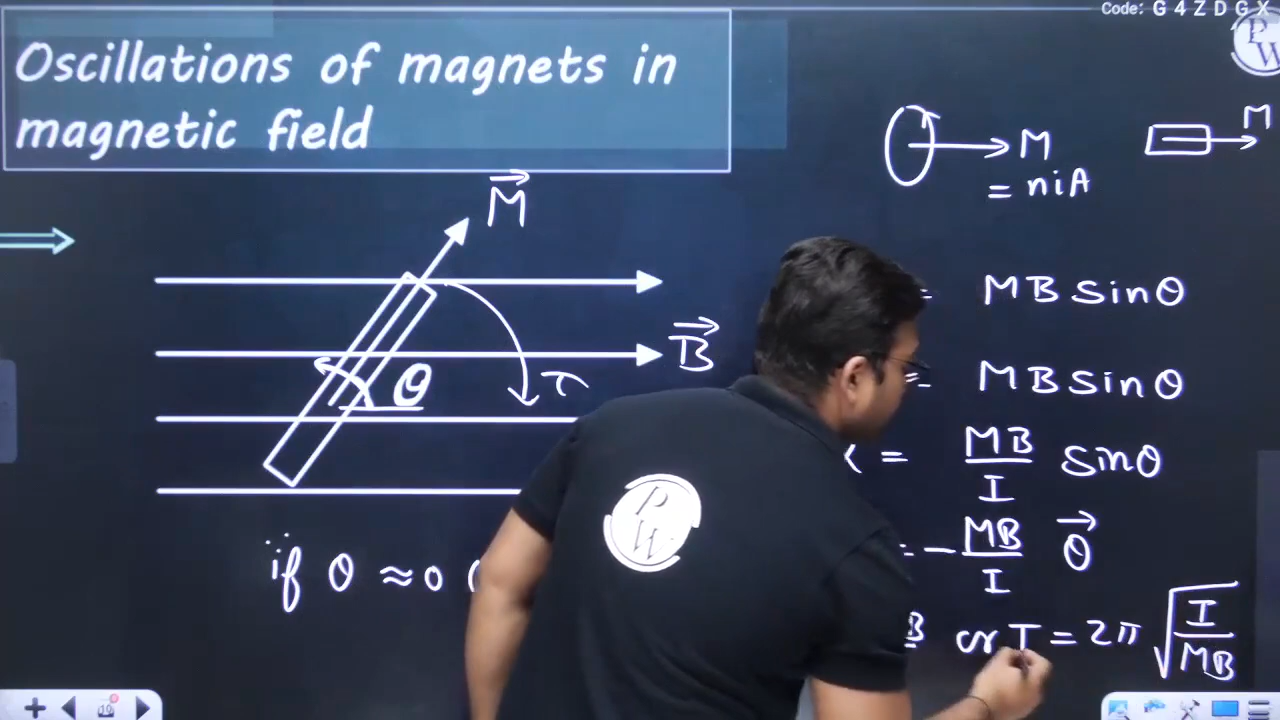 Code: G 4 Z D G X
P
W
Oscillations of magnets in
magnetic field
M
M
= niA
M
= MB sinθ
B
θ
τ
= MB sinθ
α = MB/I sinθ
P
W
if θ ≈ 0
= - MB/I θ
B or T = 2π √(I/MB)
19